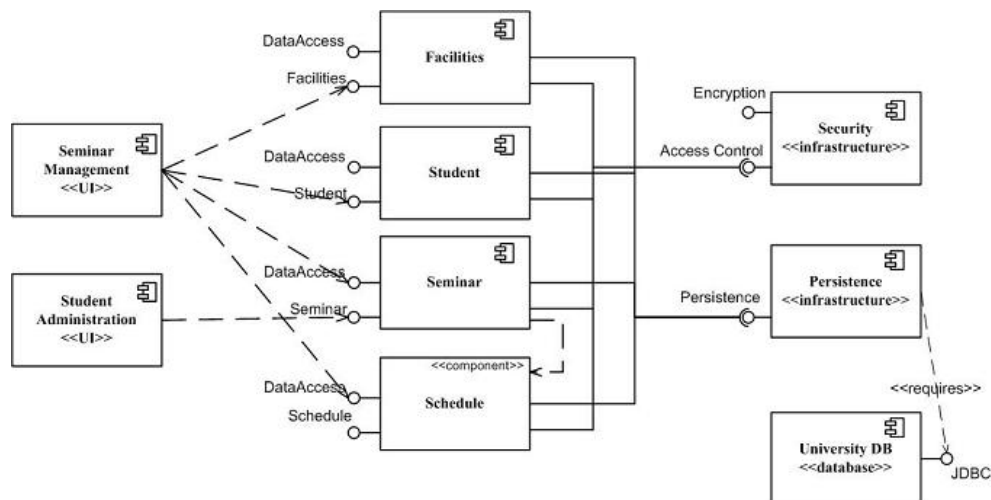 DataAccess
Facilities
Facilities
Encryption
Seminar
Management
<<UI>>
DataAccess
Student
Student
Access Control
Security
<<infrastructure>>
Student
Administration
<<UI>>
DataAccess
Seminar
Seminar
Persistence
Persistence
<<infrastructure>>
<<component>>
DataAccess
Schedule
Schedule
<<requires>>
University DB
<<database>>
JDBC